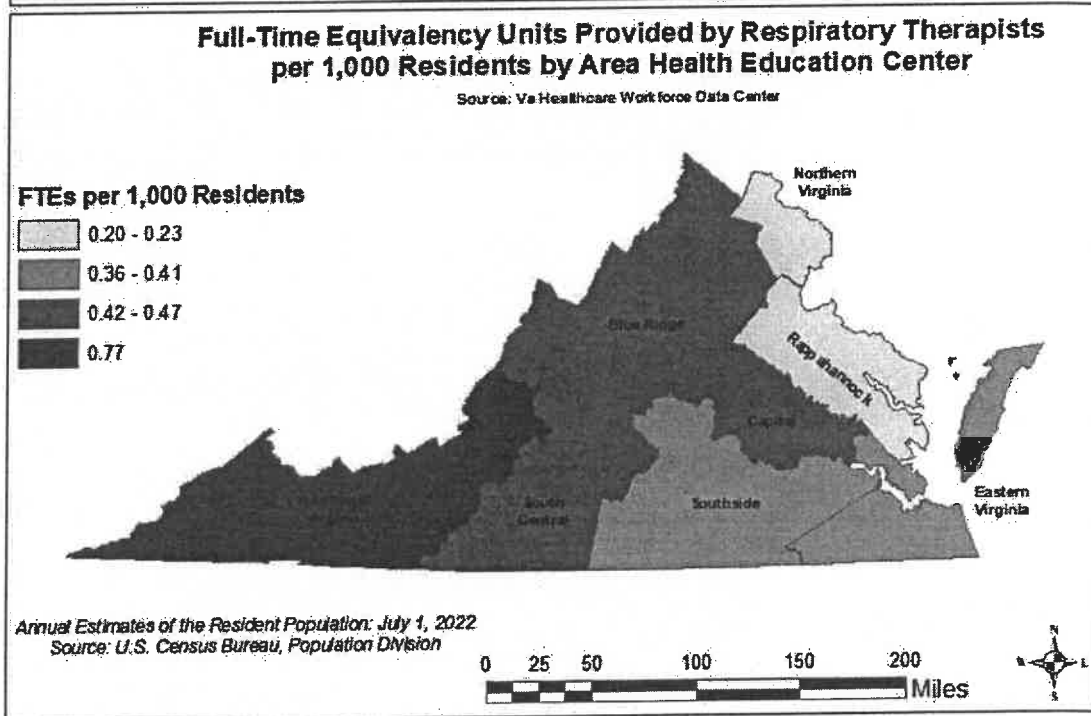 Full-Time Equivalency Units Provided by Respiratory Therapists
per 1,000 Residents by Area Health Education Center
Source: Va Healthcare Workforce Data Center
FTEs per 1,000 Residents
0.20 - 0.23
0.36 - 0.41
0.42 - 0.47
0.77
Northern
Virginia
Blue Ridge
Rappahannock
Capital
South
Central
Southside
Eastern
Virginia
Annual Estimates of the Resident Population: July 1, 2022
Source: U.S. Census Bureau, Population Division
0 25 50 100 150 200
Miles
N
S